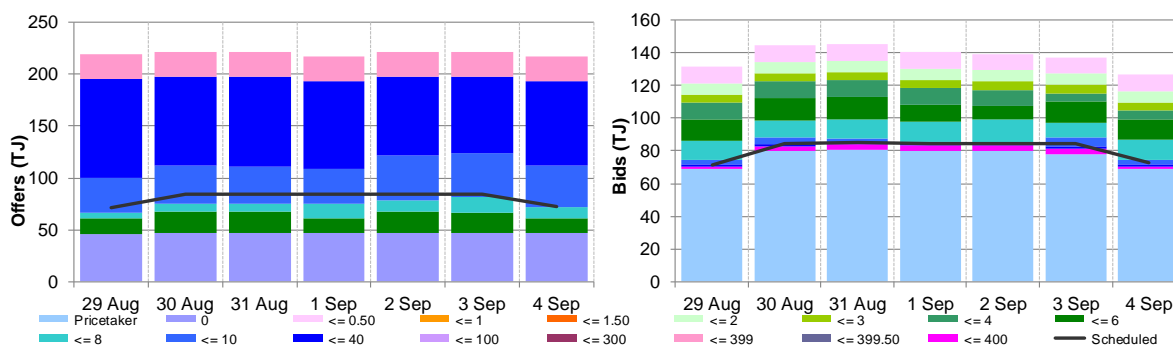 250
200
150
100
50
0
Offers (TJ)
29 Aug 30 Aug 31 Aug 1 Sep 2 Sep 3 Sep 4 Sep
160
140
120
100
80
60
40
20
0
Bids (TJ)
29 Aug 30 Aug 31 Aug 1 Sep 2 Sep 3 Sep 4 Sep
Pricetaker 0 <= 0.50 <= 1 <= 1.50 <= 2 <= 3 <= 4 <= 6
<= 8 <= 10 <= 40 <= 100 <= 300 <= 399 <= 399.50 <= 400 Scheduled